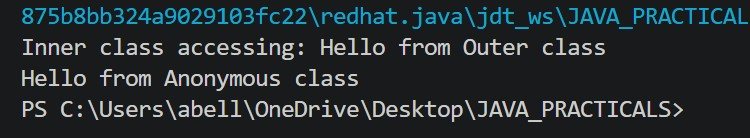 875b8bb324a9029103fc22\redhat.java\jdt_ws\JAVA_PRACTICAL
Inner class accessing: Hello from Outer class
Hello from Anonymous class
PS C:\Users\abell\OneDrive\Desktop\JAVA_PRACTICALS>